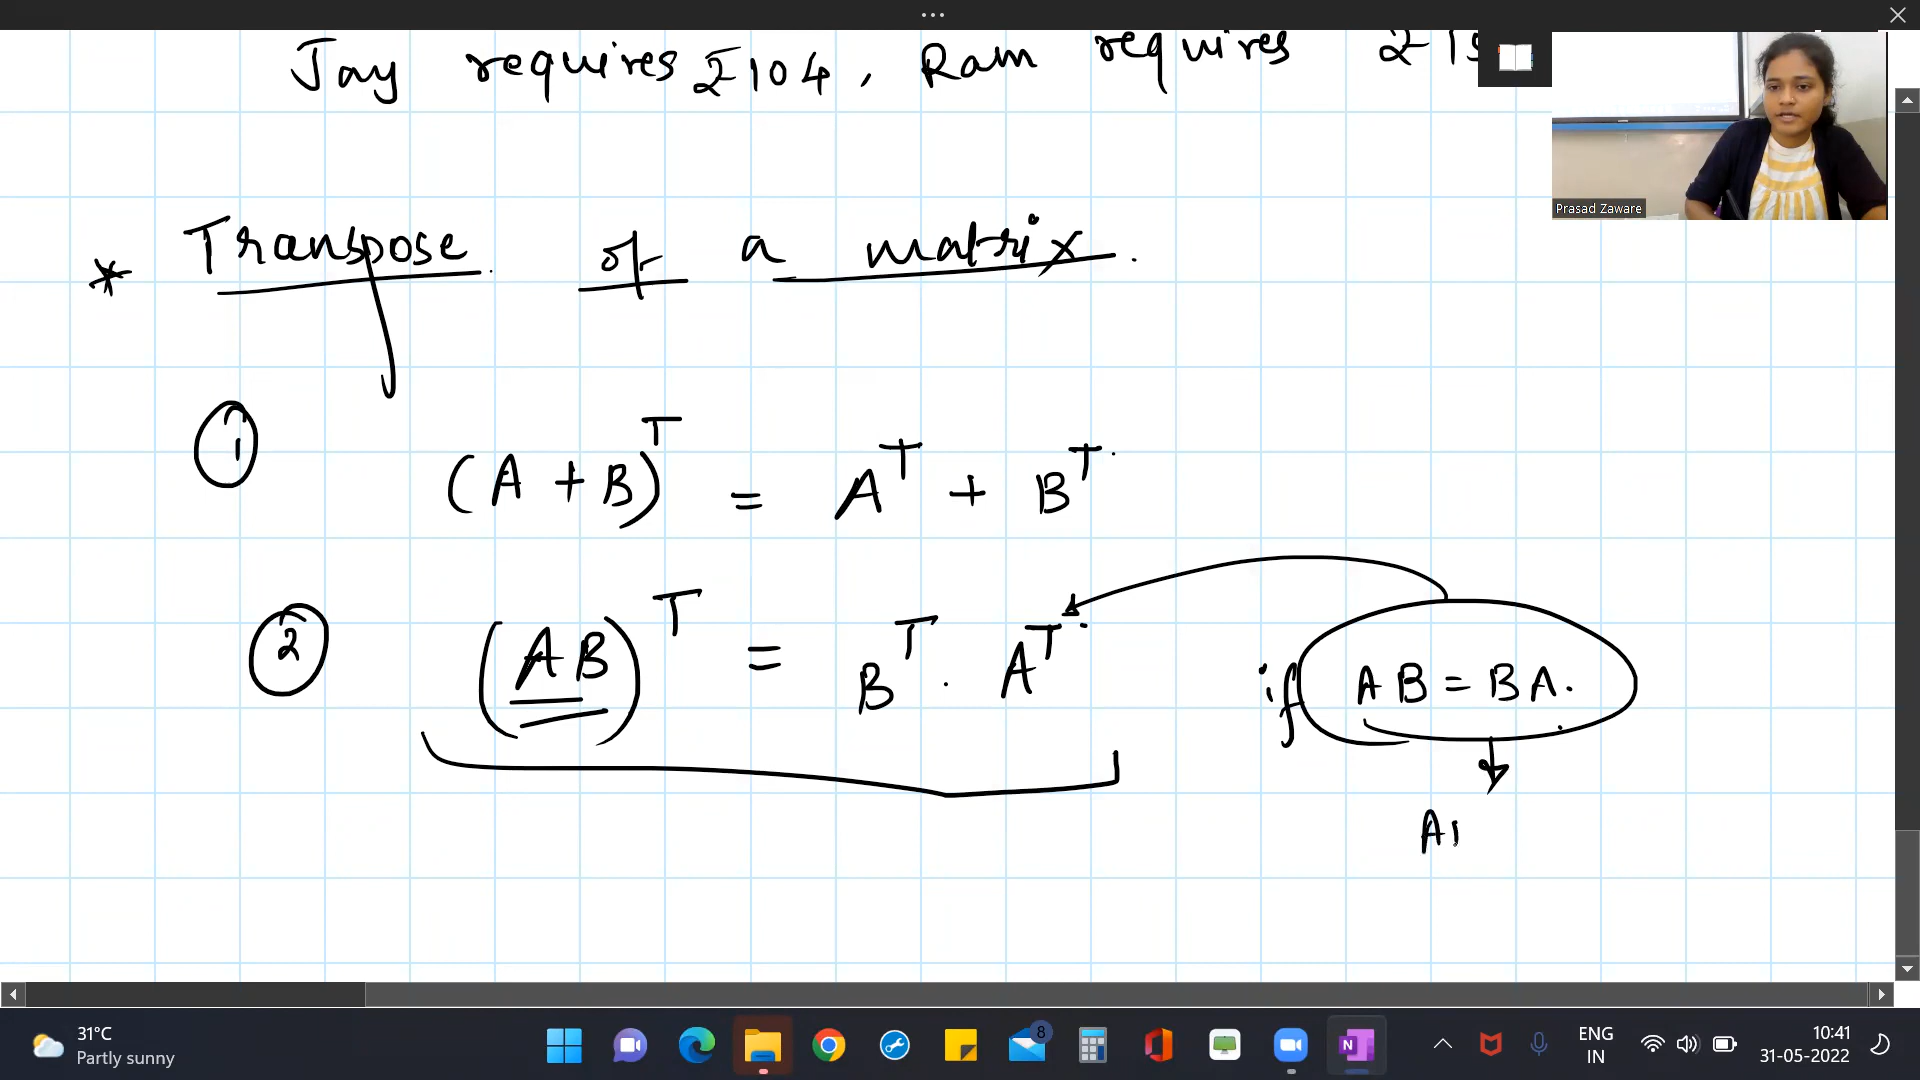 Jay requires ₹104, Ram requires
Prasad Zaware
* Transpose of a matrix.
① (A + B)^T = A^T + B^T.
② (AB)^T = B^T . A^T. if AB = BA.
31°C
Partly sunny
8
ENG
IN
10:41
31-05-2022